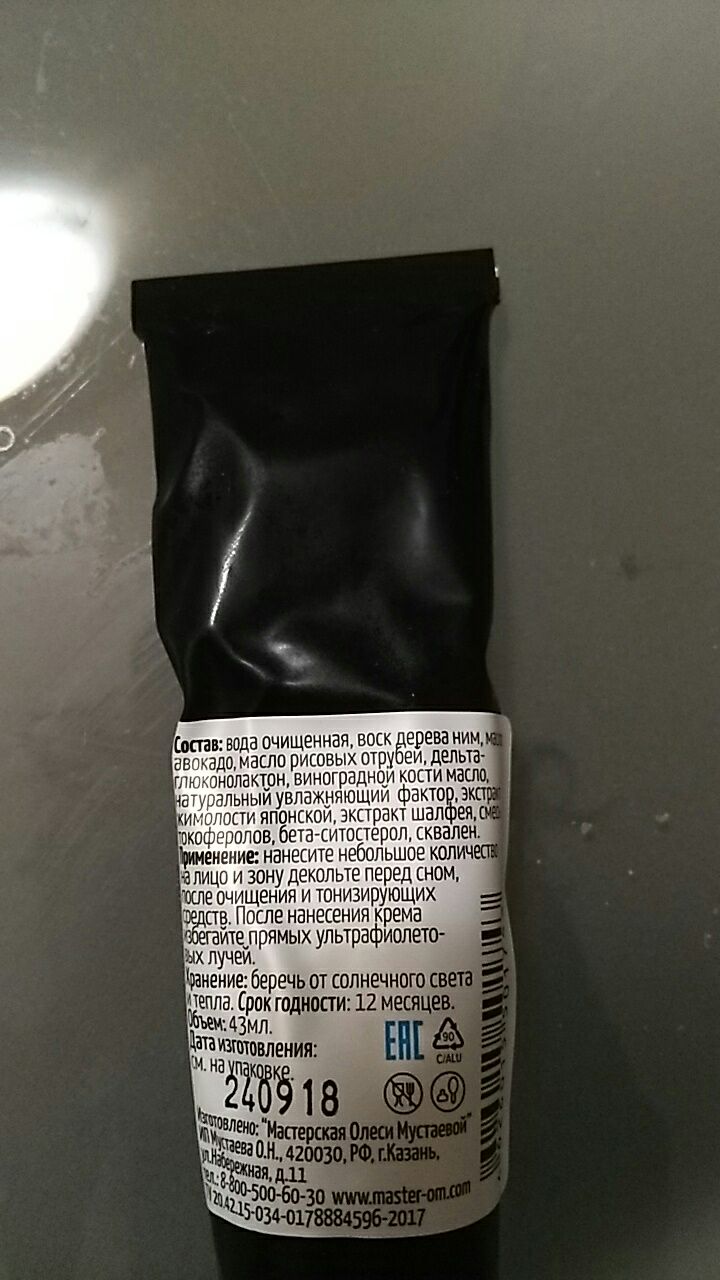 Состав: вода очищенная, воск дерева ним,
авокадо, масло рисовых отрубей, дельта-
глюконолактон, виноградной кости масло,
натуральный увлажняющий фактор,
жимолости японской, экстракт шалфея,
токоферолов, бета-ситостерол, сквален.
Применение: нанесите небольшое количество
на лицо и зону декольте перед сном,
после очищения и тонизирующих
средств. После нанесения крема
избегайте прямых ультрафиолето-
вых лучей.
Хранение: беречь от солнечного света
и тепла. Срок годности: 12 месяцев.
Объем: 43мл.
Дата изготовления:
см. на упаковке.
240918
EAC
90
C/ALU
Изготовлено: "Мастерская Олеси Мустаевой"
ИП Мустаева О.Н., 420030, РФ, г.Казань,
ул.Набережная, д.11
тел.: 8-800-500-60-30 www.master-om.com
20.42.15-034-0178884596-2017